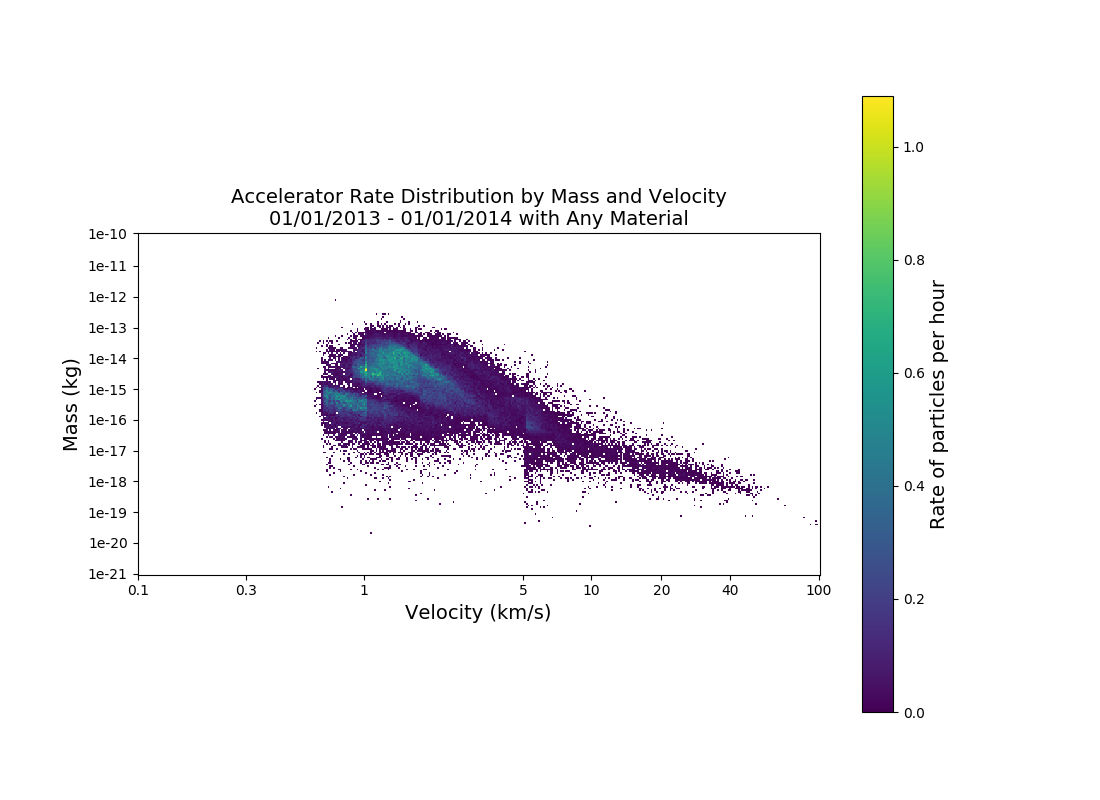 Accelerator Rate Distribution by Mass and Velocity
01/01/2013 - 01/01/2014 with Any Material
Mass (kg)
1e-10
1e-11
1e-12
1e-13
1e-14
1e-15
1e-16
1e-17
1e-18
1e-19
1e-20
1e-21
0.1
0.3
1
5
10
20
40
100
Velocity (km/s)
1.0
0.8
0.6
0.4
0.2
0.0
Rate of particles per hour